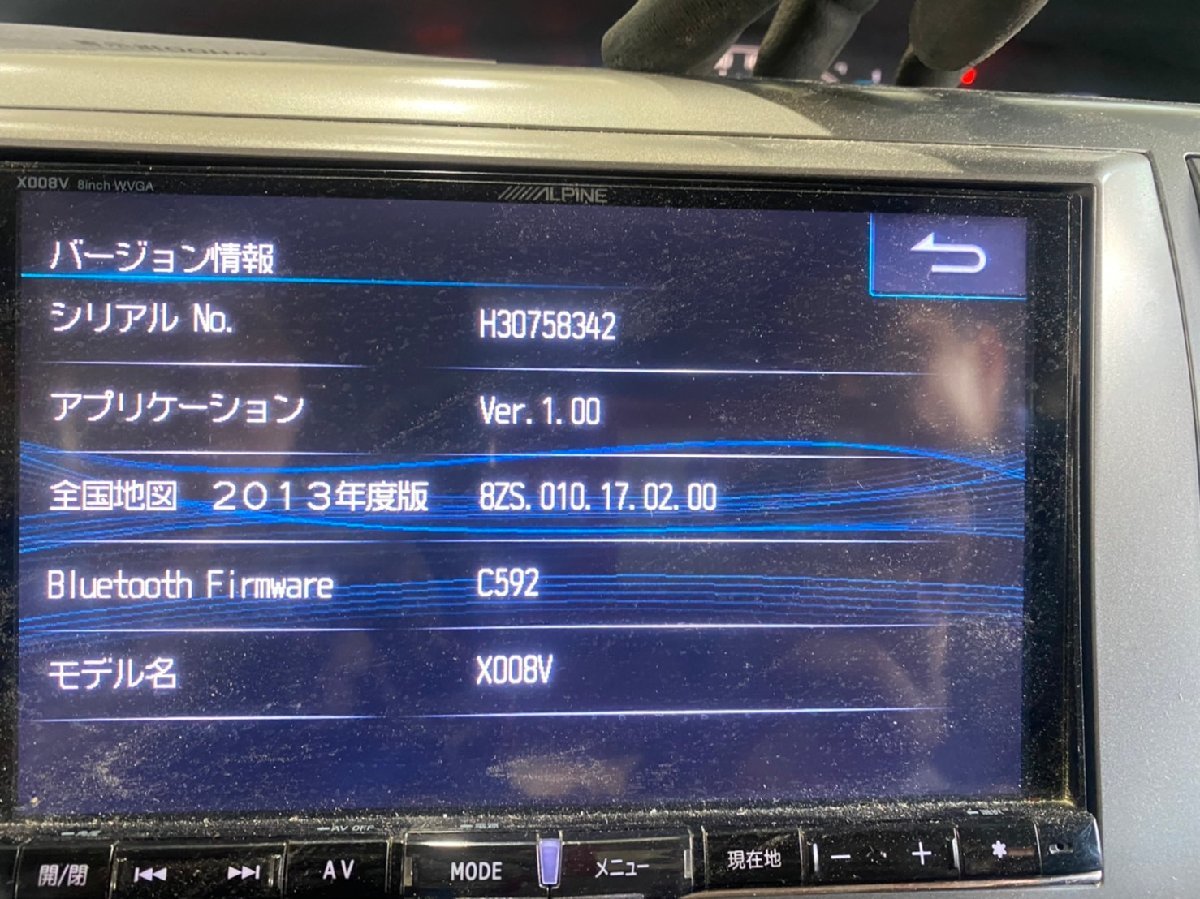 X008V 8inch WVGA
ALPINE
バージョン情報
シリアル No. H30758342
アプリケーション Ver.1.00
全国地図 2013年度版 8ZS.010.17.02.00
Bluetooth Firmware C592
モデル名 X008V
AV OFF
開/閉 AV MODE メニュー 現在地 - + *